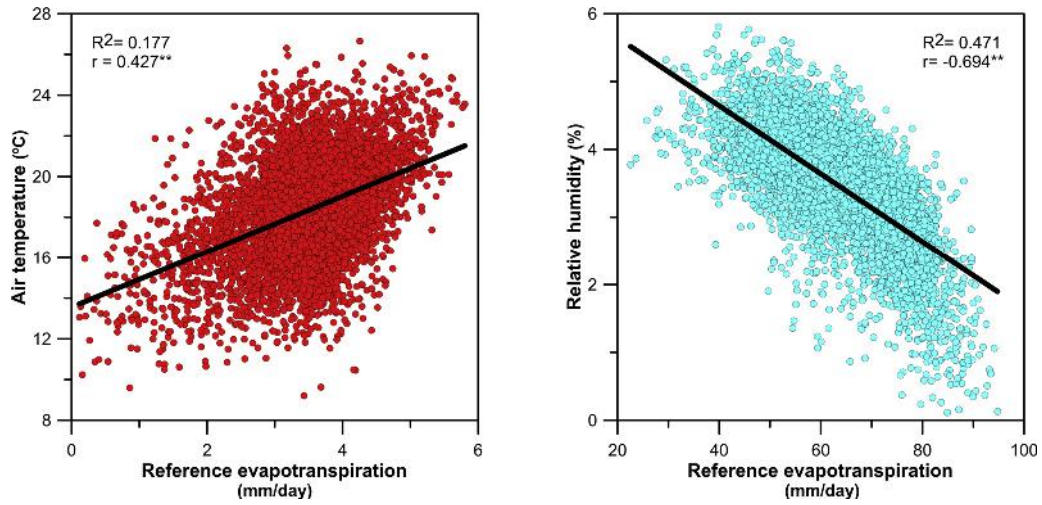 28
24
20
16
12
8
Air temperature (ºC)
R2= 0.177
r = 0.427**
0 2 4 6
Reference evapotranspiration
(mm/day)
6
4
2
0
Relative humidity (%)
R2= 0.471
r= -0.694**
20 40 60 80 100
Reference evapotranspiration
(mm/day)